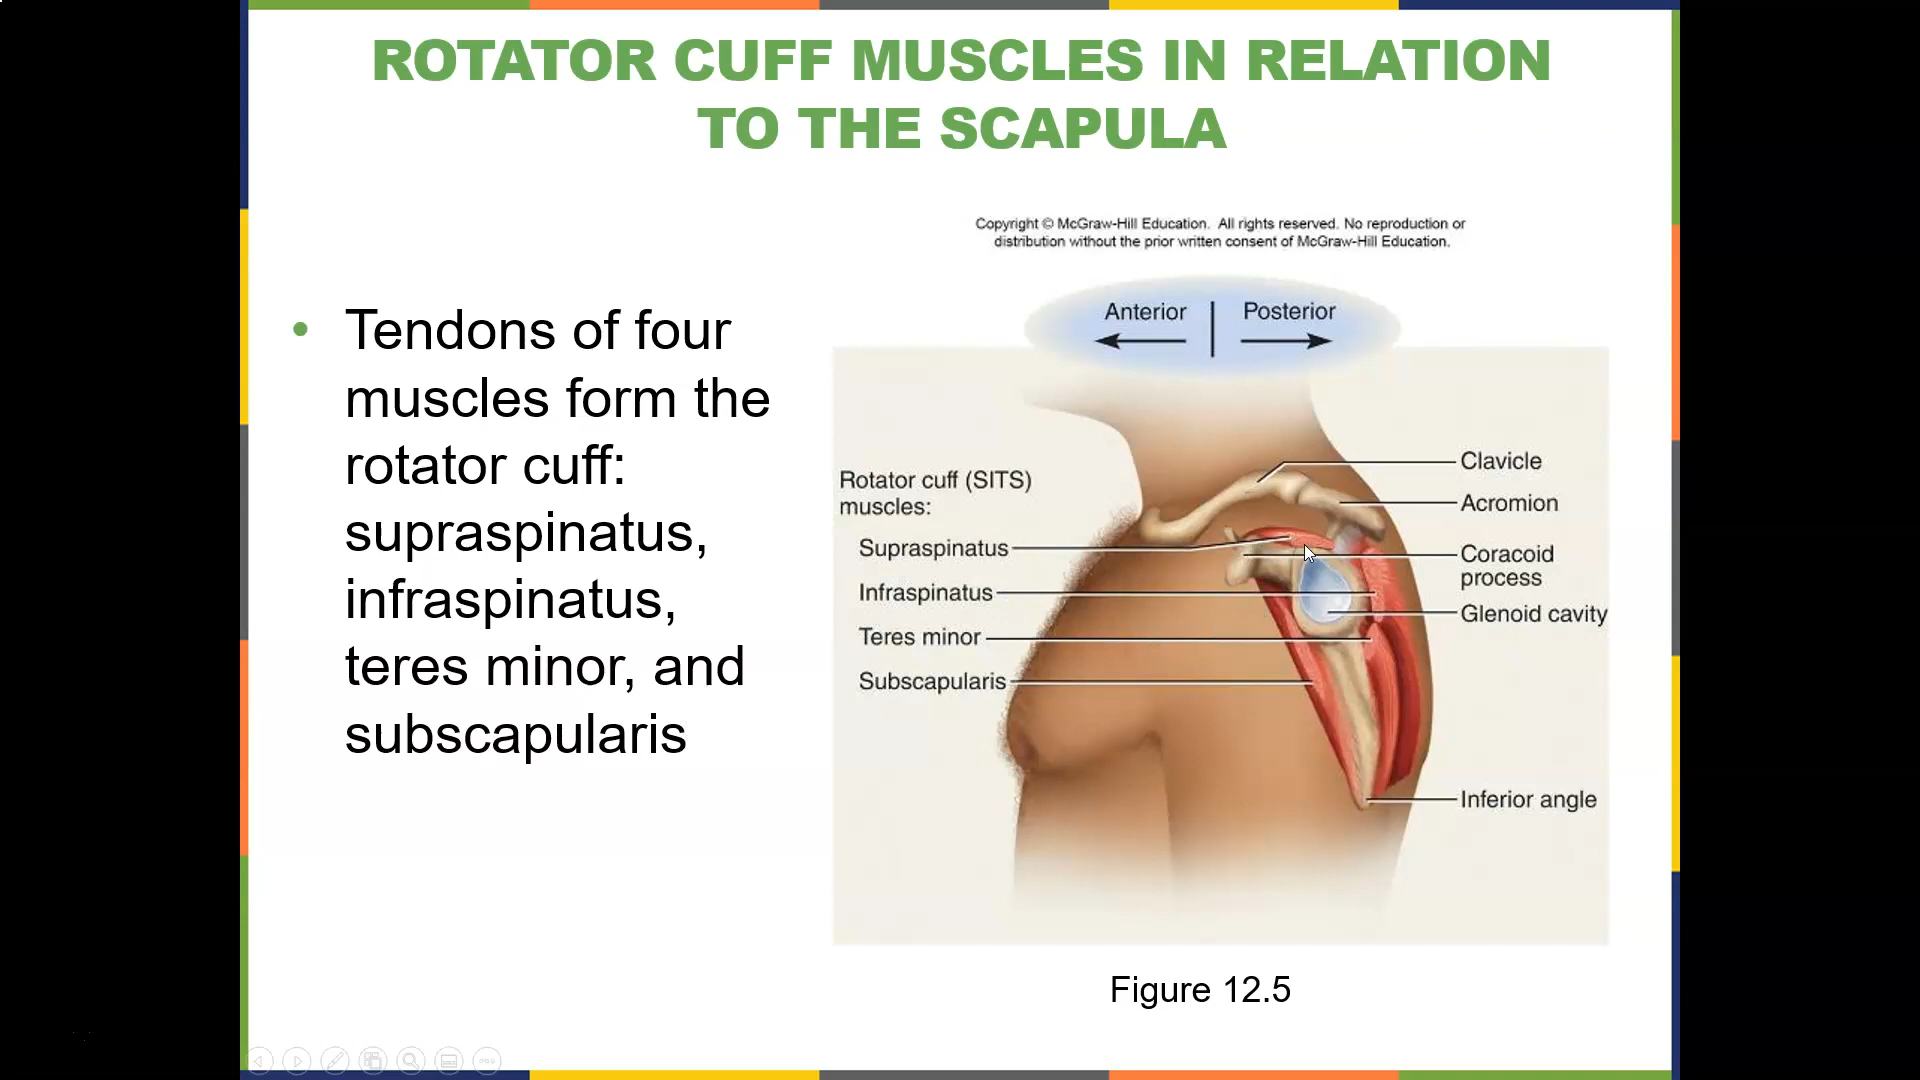 ROTATOR CUFF MUSCLES IN RELATION
TO THE SCAPULA
Copyright © McGraw-Hill Education. All rights reserved. No reproduction or
distribution without the prior written consent of McGraw-Hill Education.
• Tendons of four
muscles form the
rotator cuff:
supraspinatus,
infraspinatus,
teres minor, and
subscapularis
Anterior
Posterior
Rotator cuff (SITS)
muscles:
Supraspinatus
Infraspinatus
Teres minor
Subscapularis
Clavicle
Acromion
Coracoid
process
Glenoid cavity
Inferior angle
Figure 12.5